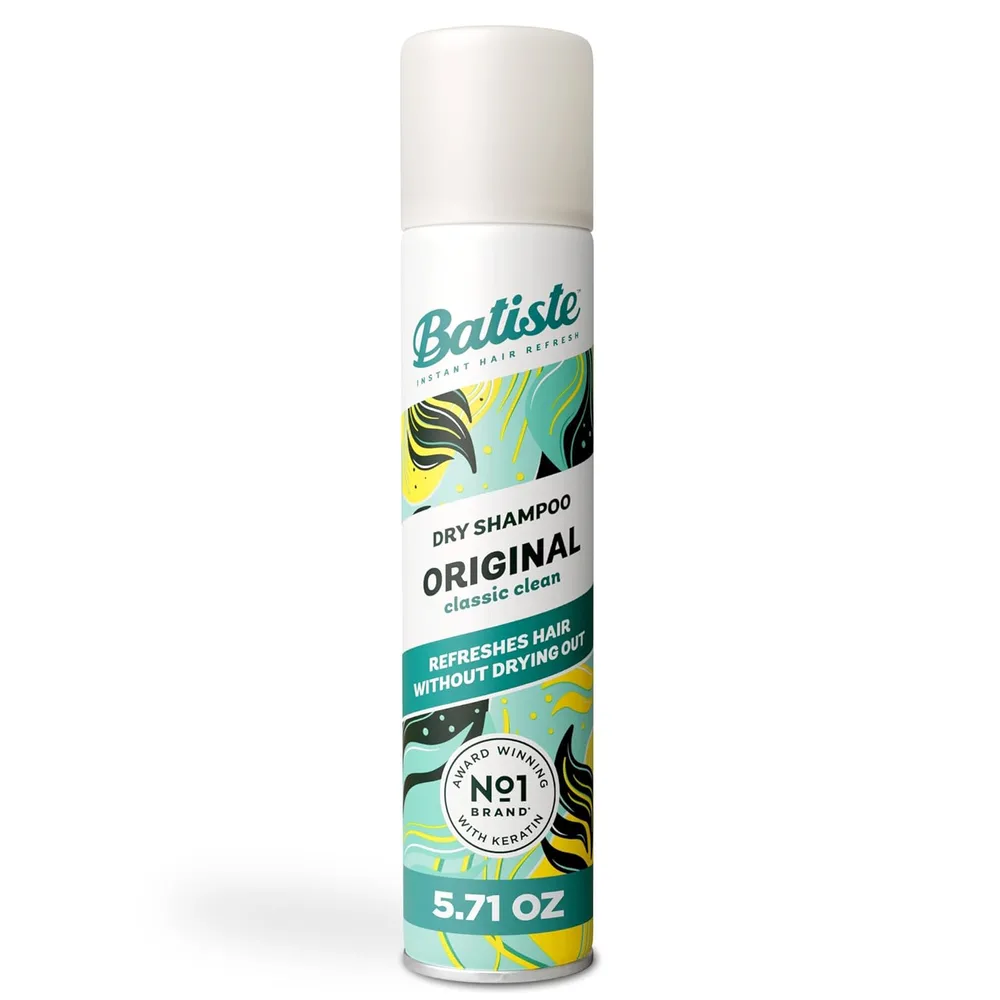 Batiste™
INSTANT HAIR REFRESH
DRY SHAMPOO
ORIGINAL
classic clean
REFRESHES HAIR
WITHOUT DRYING OUT
AWARD WINNING
Nº1
BRAND*
WITH KERATIN
5.71 OZ